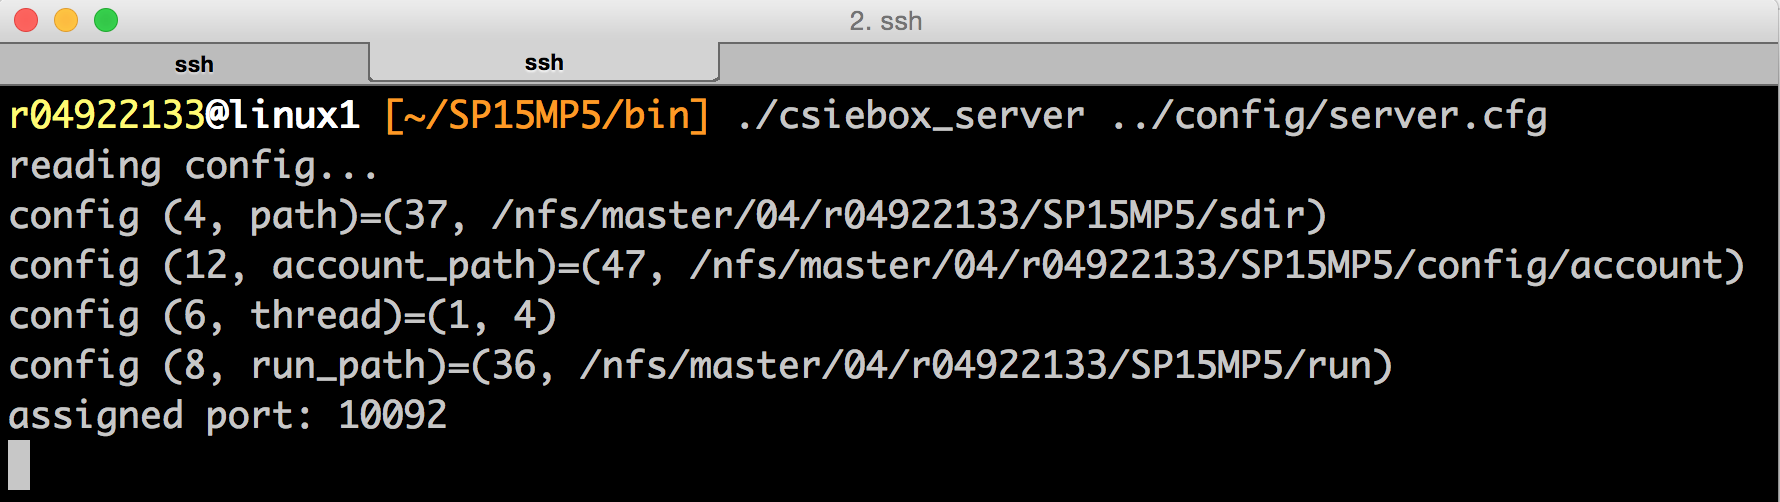 2. ssh
ssh
ssh
r04922133@linux1 [~/SP15MP5/bin] ./csiebox_server ../config/server.cfg
reading config...
config (4, path)=(37, /nfs/master/04/r04922133/SP15MP5/sdir)
config (12, account_path)=(47, /nfs/master/04/r04922133/SP15MP5/config/account)
config (6, thread)=(1, 4)
config (8, run_path)=(36, /nfs/master/04/r04922133/SP15MP5/run)
assigned port: 10092